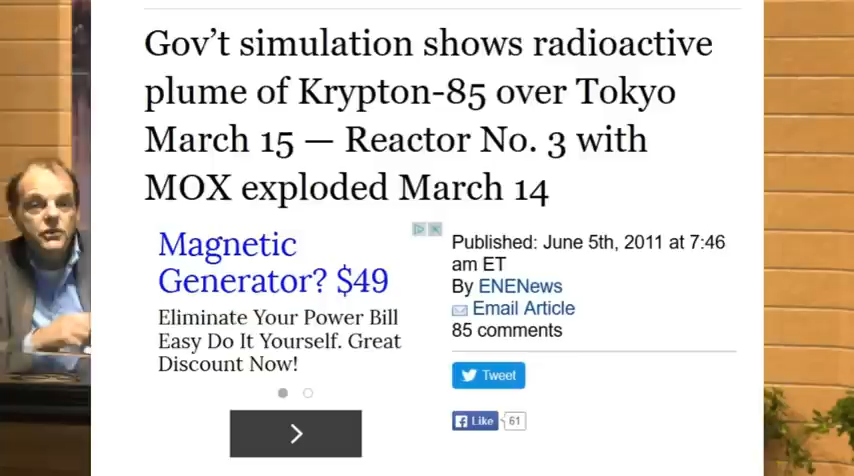 Gov’t simulation shows radioactive
plume of Krypton-85 over Tokyo
March 15 — Reactor No. 3 with
MOX exploded March 14
Magnetic
Generator? $49
Eliminate Your Power Bill
Easy Do It Yourself. Great
Discount Now!
Published: June 5th, 2011 at 7:46
am ET
By ENENews
Email Article
85 comments
Tweet
Like 61